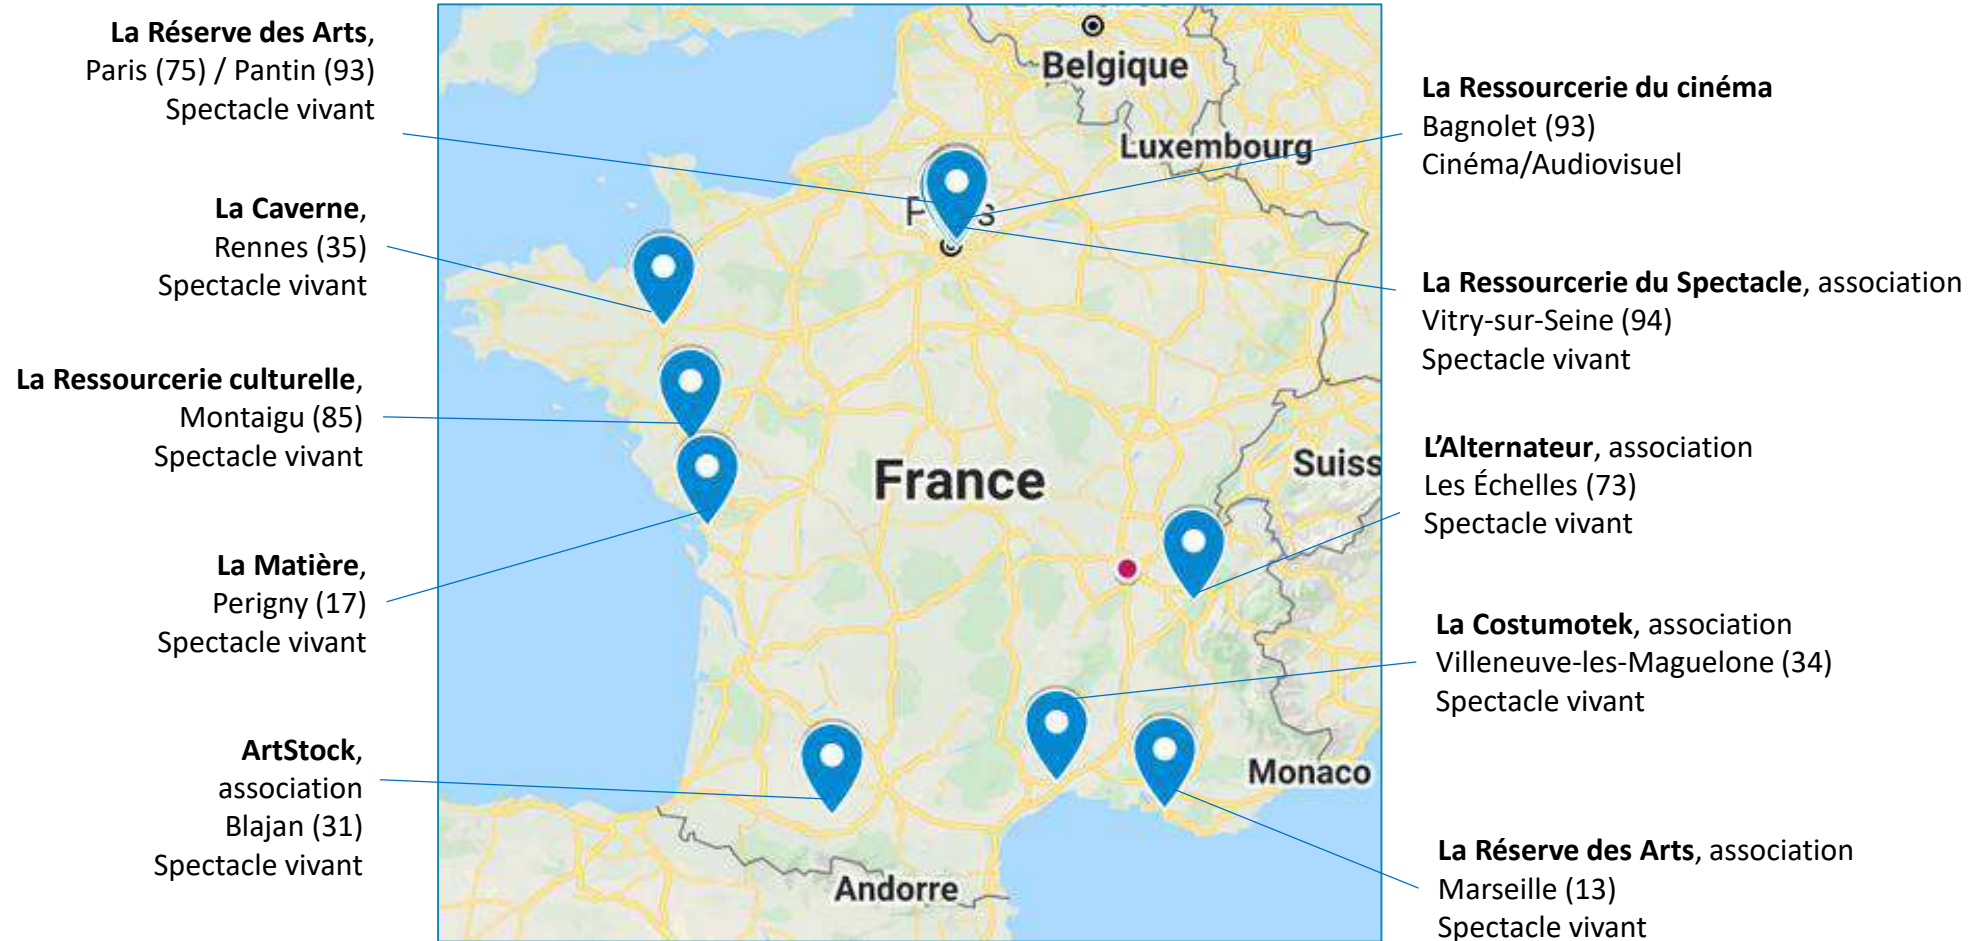 La Réserve des Arts,
Paris (75) / Pantin (93)
Spectacle vivant
La Caverne,
Rennes (35)
Spectacle vivant
La Ressourcerie culturelle,
Montaigu (85)
Spectacle vivant
La Matière,
Perigny (17)
Spectacle vivant
ArtStock,
association
Blajan (31)
Spectacle vivant
Belgique
Luxembourg
France
Suiss
Monaco
Andorre
La Ressourcerie du cinéma
Bagnolet (93)
Cinéma/Audiovisuel
La Ressourcerie du Spectacle, association
Vitry-sur-Seine (94)
Spectacle vivant
L'Alternateur, association
Les Échelles (73)
Spectacle vivant
La Costumotek, association
Villeneuve-les-Maguelone (34)
Spectacle vivant
La Réserve des Arts, association
Marseille (13)
Spectacle vivant